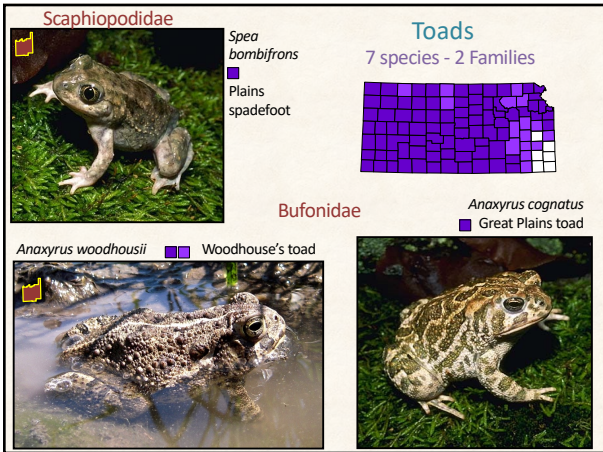 Scaphiopodidae
Spea
bombifrons
Plains
spadefoot
Toads
7 species - 2 Families
Bufonidae
Anaxyrus cognatus
Great Plains toad
Anaxyrus woodhousii
Woodhouse's toad